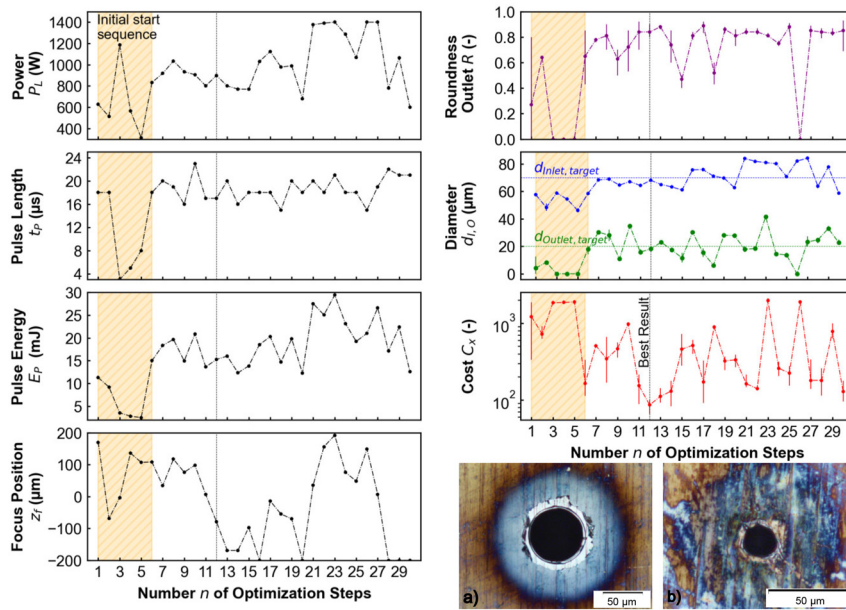 Initial start
sequence
Power
P_L (W)
1400
1200
1000
800
600
400
Pulse Length
t_P (µs)
24
20
16
12
8
4
Pulse Energy
E_P (mJ)
30
25
20
15
10
5
Focus Position
z_f (µm)
200
100
0
−100
−200
1 3 5 7 9 11 13 15 17 19 21 23 25 27 29
Number n of Optimization Steps
Roundness
Outlet R (-)
1.0
0.8
0.6
0.4
0.2
0.0
Diameter
d_I,O (µm)
80
60
40
20
0
d_Inlet, target
d_Outlet, target
Cost C_x (-)
10^3
10^2
Best Result
1 3 5 7 9 11 13 15 17 19 21 23 25 27 29
Number n of Optimization Steps
a)
50 µm
b)
50 µm